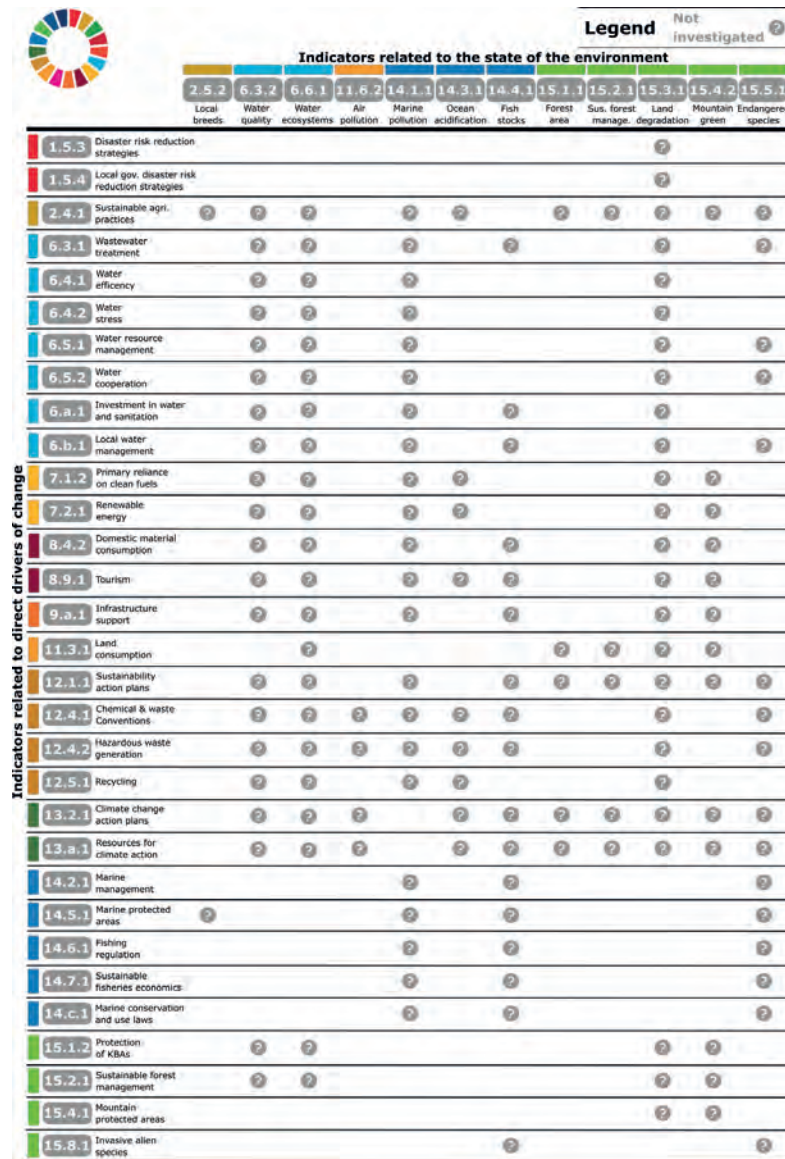 Legend Not investigated ?
Indicators related to the state of the environment
2.5.2 6.3.2 6.6.1 11.6.2 14.1.1 14.3.1 14.4.1 15.1.1 15.2.1 15.3.1 15.4.2 15.5.1
Local breeds Water quality Water ecosystems Air pollution Marine pollution Ocean acidification Fish stocks Forest area Sus. forest manage. Land degradation Mountain green Endangered species
Indicators related to direct drivers of change
1.5.3 Disaster risk reduction strategies ?
1.5.4 Local gov. disaster risk reduction strategies ?
2.4.1 Sustainable agri. practices ? ? ? ? ? ? ? ? ? ?
6.3.1 Wastewater treatment ? ? ? ? ? ?
6.4.1 Water efficency ? ? ? ?
6.4.2 Water stress ? ? ? ?
6.5.1 Water resource management ? ? ? ? ?
6.5.2 Water cooperation ? ? ? ? ?
6.a.1 Investment in water and sanitation ? ? ? ? ?
6.b.1 Local water management ? ? ? ? ? ?
7.1.2 Primary reliance on clean fuels ? ? ? ? ? ?
7.2.1 Renewable energy ? ? ? ? ? ?
8.4.2 Domestic material consumption ? ? ? ? ? ?
8.9.1 Tourism ? ? ? ? ? ? ?
9.a.1 Infrastructure support ? ? ? ? ? ?
11.3.1 Land consumption ? ? ? ? ?
12.1.1 Sustainability action plans ? ? ? ? ? ? ? ? ?
12.4.1 Chemical & waste Conventions ? ? ? ? ? ? ? ?
12.4.2 Hazardous waste generation ? ? ? ? ? ? ? ?
12.5.1 Recycling ? ? ? ? ?
13.2.1 Climate change action plans ? ? ? ? ? ? ? ? ? ?
13.a.1 Resources for climate action ? ? ? ? ? ? ? ? ? ?
14.2.1 Marine management ? ? ?
14.5.1 Marine protected areas ? ? ? ?
14.6.1 Fishing regulation ? ? ?
14.7.1 Sustainable fisheries economics ? ? ?
14.c.1 Marine conservation and use laws ? ? ?
15.1.2 Protection of KBAs ? ? ? ?
15.2.1 Sustainable forest management ? ? ? ?
15.4.1 Mountain protected areas ? ?
15.8.1 Invasive alien species ? ?